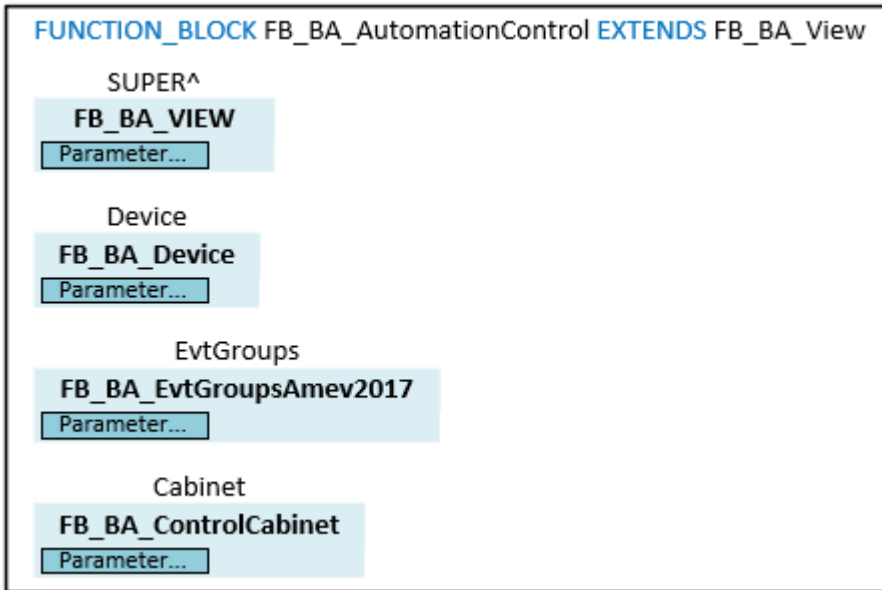 FUNCTION_BLOCK FB_BA_AutomationControl EXTENDS FB_BA_View
SUPER^
FB_BA_VIEW
Parameter...
Device
FB_BA_Device
Parameter...
EvtGroups
FB_BA_EvtGroupsAmev2017
Parameter...
Cabinet
FB_BA_ControlCabinet
Parameter...